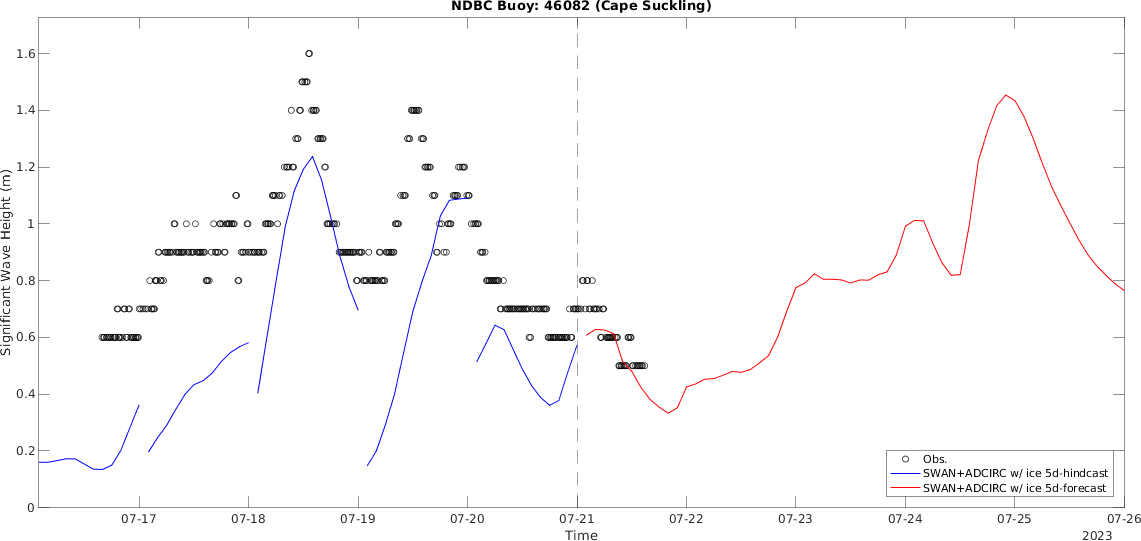 NDBC Buoy: 46082 (Cape Suckling)
Significant Wave Height (m)
1.6
1.4
1.2
1
0.8
0.6
0.4
0.2
0
Obs.
SWAN+ADCIRC w/ ice 5d-hindcast
SWAN+ADCIRC w/ ice 5d-forecast
07-17 07-18 07-19 07-20 07-21 07-22 07-23 07-24 07-25 07-26
Time
2023